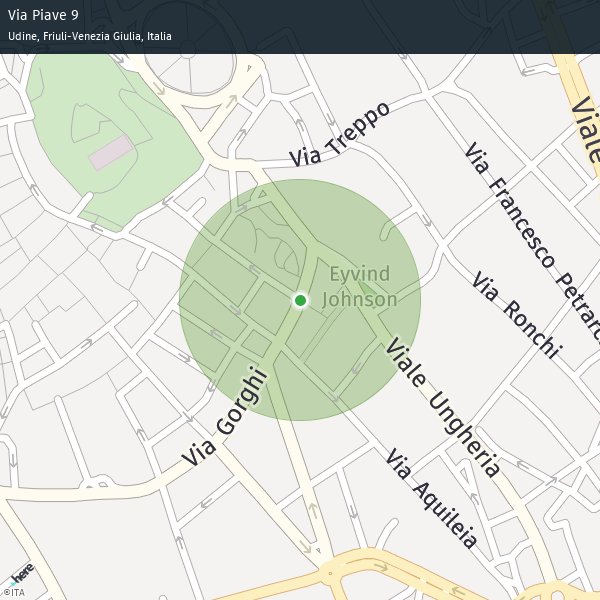 Via Piave 9
Udine, Friuli-Venezia Giulia, Italia
Viale
Via Treppo
Via Francesco Petrarc
Eyvind
Johnson
Via Ronchi
Viale Ungheria
Via Gorghi
Via Aquileia
here
©ITA